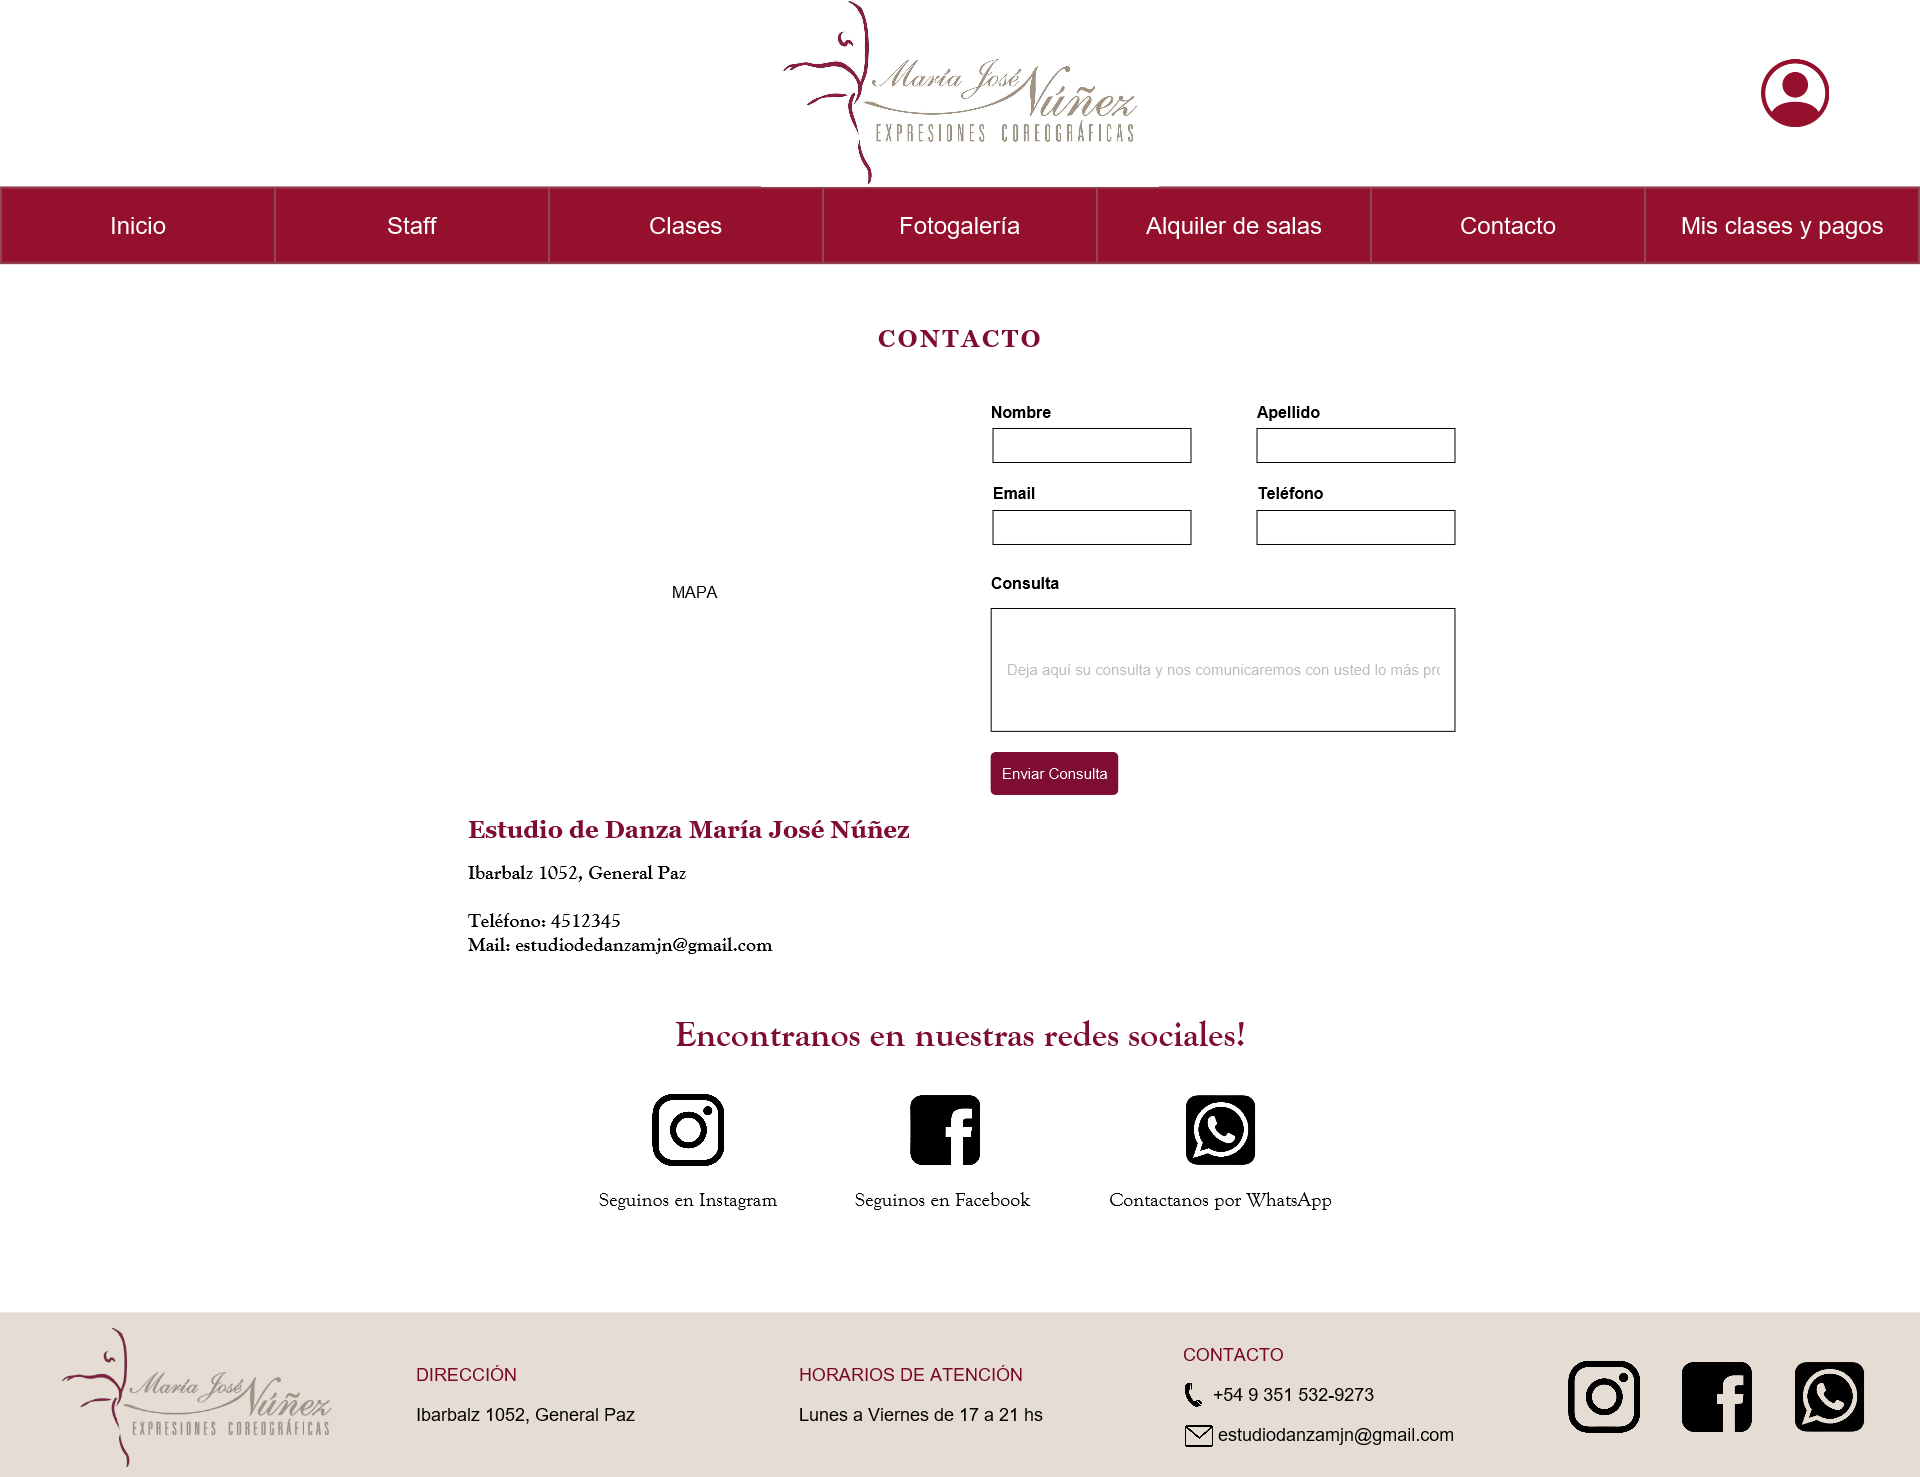 María José Núñez
EXPRESIONES COREOGRÁFICAS
Inicio
Staff
Clases
Fotogalería
Alquiler de salas
Contacto
Mis clases y pagos
CONTACTO
Nombre
Apellido
Email
Teléfono
MAPA
Consulta
Deja aquí su consulta y nos comunicaremos con usted lo más pro
Enviar Consulta
Estudio de Danza María José Núñez
Ibarbalz 1052, General Paz
Teléfono: 4512345
Mail: estudiodedanzamjn@gmail.com
Encontranos en nuestras redes sociales!
Seguinos en Instagram
Seguinos en Facebook
Contactanos por WhatsApp
María José Núñez
EXPRESIONES COREOGRÁFICAS
DIRECCIÓN
Ibarbalz 1052, General Paz
HORARIOS DE ATENCIÓN
Lunes a Viernes de 17 a 21 hs
CONTACTO
+54 9 351 532-9273
estudiodanzamjn@gmail.com